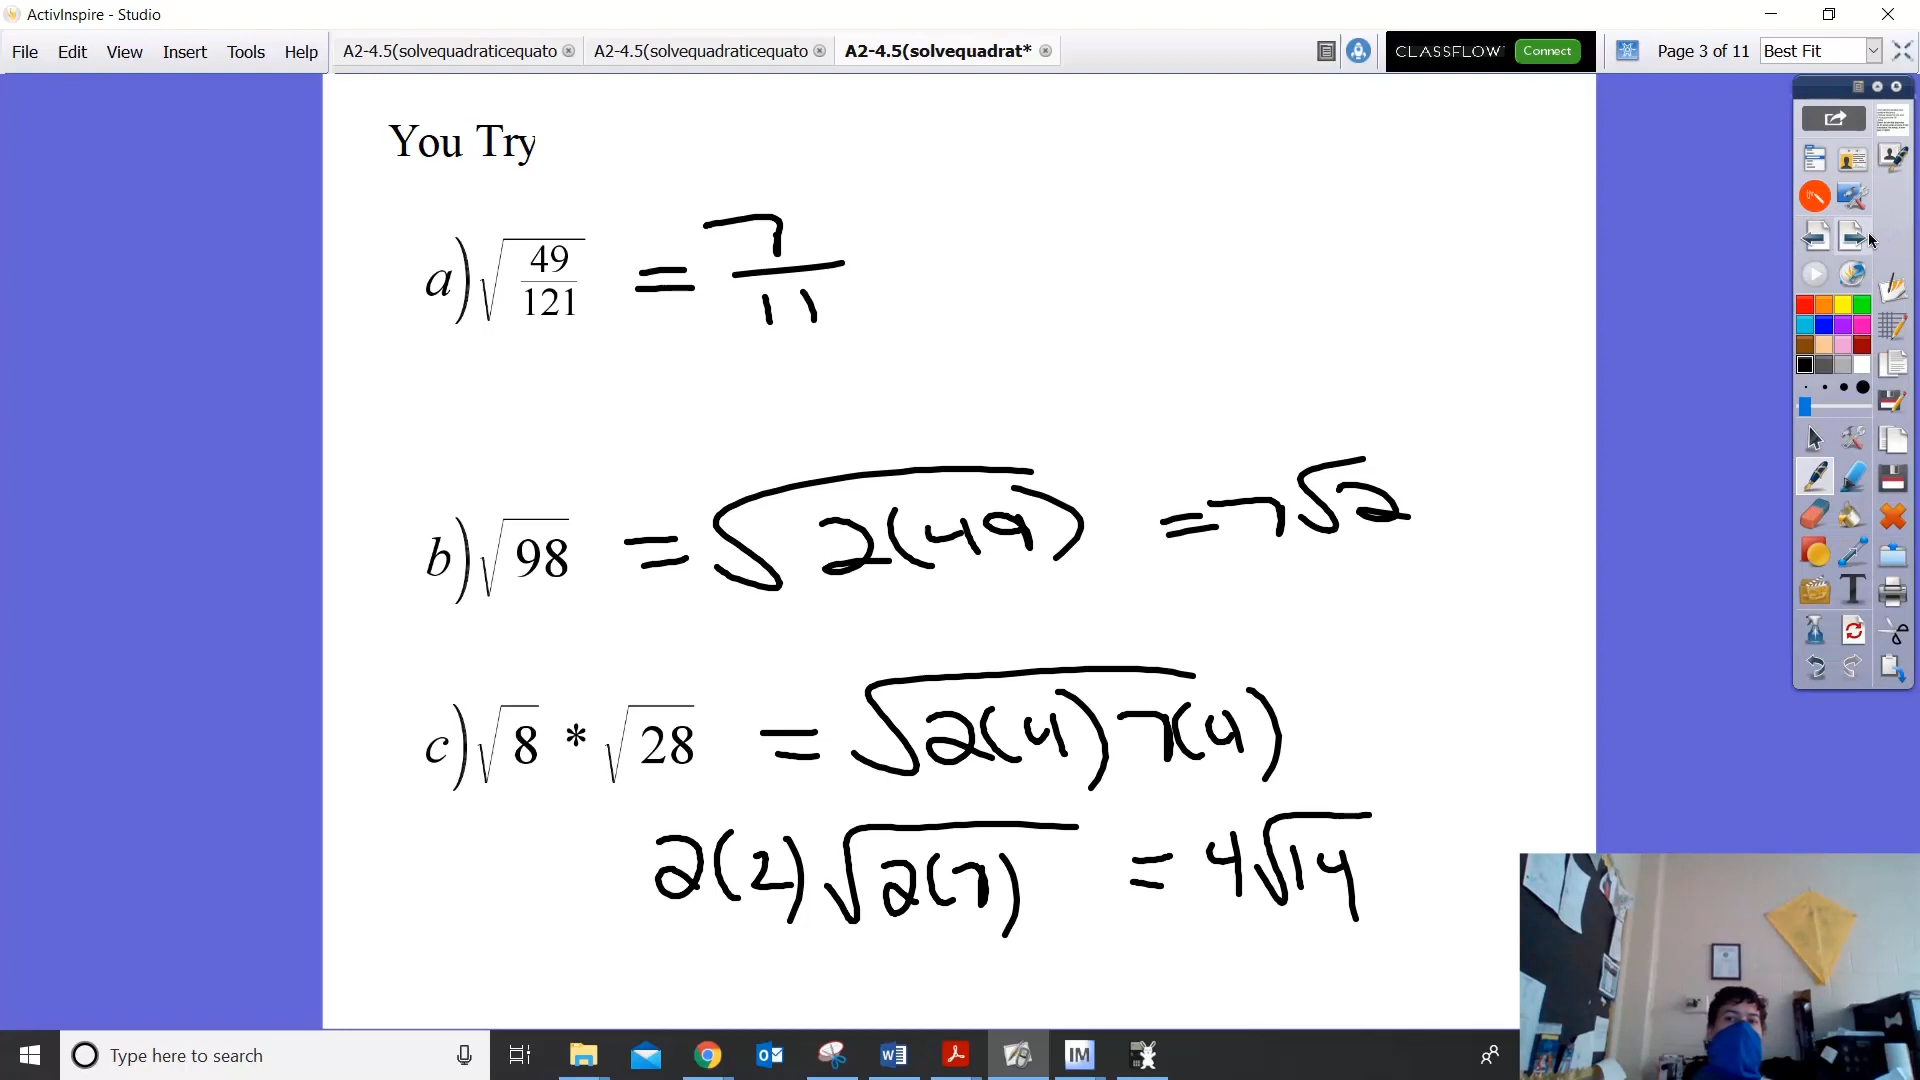 ActivInspire - Studio
File Edit View Insert Tools Help A2-4.5(solvequadraticequato A2-4.5(solvequadraticequato A2-4.5(solvequadrat* CLASSFLOW Connect Page 3 of 11 Best Fit
You Try
a) √(49/121) = 7/11
b) √98 = √2(49) = 7√2
c) √8 * √28 = √2(4)7(4)
2(2)√2(7) = 4√14
Type here to search